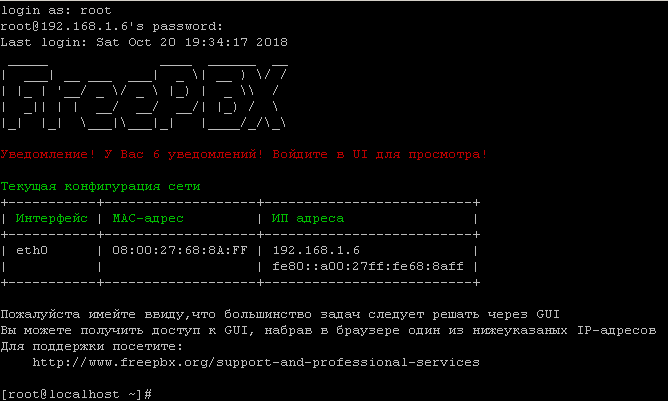 login as: root
root@192.168.1.6's password:
Last login: Sat Oct 20 19:34:17 2018
FreePBX
Уведомление! У Вас 6 уведомлений! Войдите в UI для просмотра!
Текущая конфигурация сети
+-----------+-------------------+--------------------------+
| Интерфейс | МАС-адрес | ИП адреса |
+-----------+-------------------+--------------------------+
| eth0 | 08:00:27:68:8A:FF | 192.168.1.6 |
| | | fe80::a00:27ff:fe68:8aff |
+-----------+-------------------+--------------------------+
Пожалуйста имейте ввиду,что большинство задач следует решать через GUI
Вы можете получить доступ к GUI, набрав в браузере один из нижеуказаных IP-адресов
Для поддержки посетите:
http://www.freepbx.org/support-and-professional-services
[root@localhost ~]#